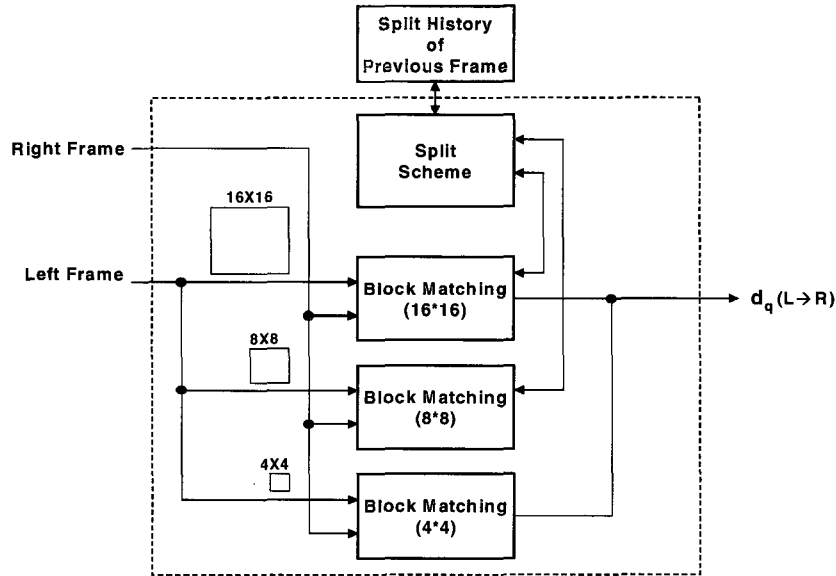 Split History
of
Previous Frame
Right Frame
Split
Scheme
16X16
Left Frame
Block Matching
(16*16)
d_q (L→R)
8X8
Block Matching
(8*8)
4X4
Block Matching
(4*4)